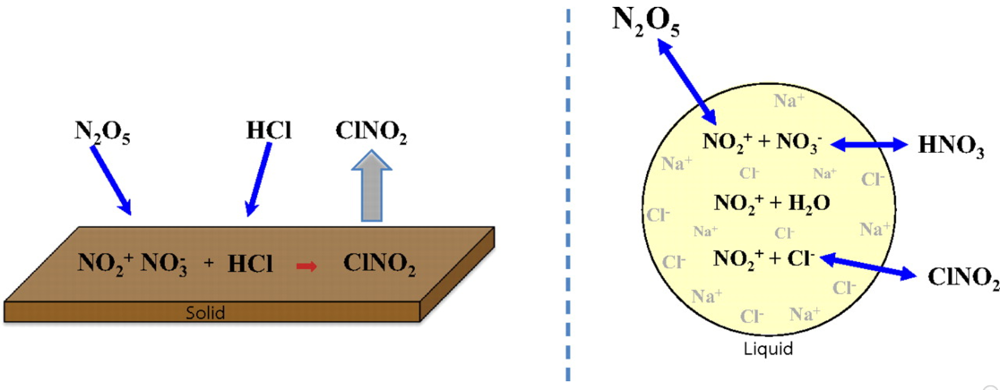 N₂O₅ HCl ClNO₂
NO₂⁺ NO₃⁻ + HCl → ClNO₂
Solid
N₂O₅
Na⁺
NO₂⁺ + NO₃⁻ HNO₃
Na⁺ Cl⁻ Na⁺ Cl⁻
NO₂⁺ + H₂O
Cl⁻ Na⁺ Cl⁻ Na⁺
Cl⁻ NO₂⁺ + Cl⁻ ClNO₂
Na⁺ Cl⁻
Cl⁻ Na⁺
Liquid